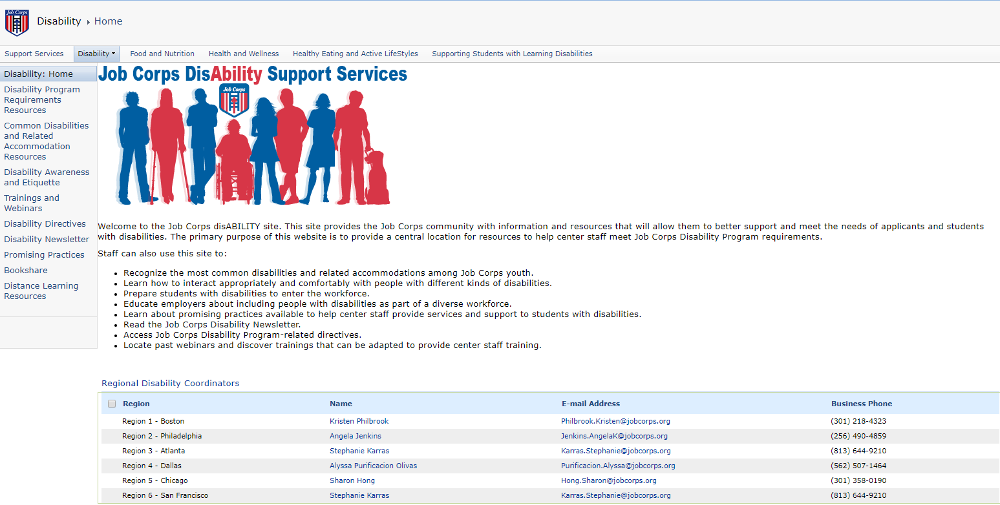 Job Corps
Disability ▸ Home
Support Services Disability Food and Nutrition Health and Wellness Healthy Eating and Active LifeStyles Supporting Students with Learning Disabilities
Disability: Home
Disability Program
Requirements
Resources
Common Disabilities
and Related
Accommodation
Resources
Disability Awareness
and Etiquette
Trainings and
Webinars
Disability Directives
Disability Newsletter
Promising Practices
Bookshare
Distance Learning
Resources
Job Corps DisAbility Support Services
Job Corps
Welcome to the Job Corps disABILITY site. This site provides the Job Corps community with information and resources that will allow them to better support and meet the needs of applicants and students
with disabilities. The primary purpose of this website is to provide a central location for resources to help center staff meet Job Corps Disability Program requirements.
Staff can also use this site to:
• Recognize the most common disabilities and related accommodations among Job Corps youth.
• Learn how to interact appropriately and comfortably with people with different kinds of disabilities.
• Prepare students with disabilities to enter the workforce.
• Educate employers about including people with disabilities as part of a diverse workforce.
• Learn about promising practices available to help center staff provide services and support to students with disabilities.
• Read the Job Corps Disability Newsletter.
• Access Job Corps Disability Program-related directives.
• Locate past webinars and discover trainings that can be adapted to provide center staff training.
Regional Disability Coordinators
Region Name E-mail Address Business Phone
Region 1 - Boston Kristen Philbrook Philbrook.Kristen@jobcorps.org (301) 218-4323
Region 2 - Philadelphia Angela Jenkins Jenkins.AngelaK@jobcorps.org (256) 490-4859
Region 3 - Atlanta Stephanie Karras Karras.Stephanie@jobcorps.org (813) 644-9210
Region 4 - Dallas Alyssa Purificacion Olivas Purificacion.Alyssa@jobcorps.org (562) 507-1464
Region 5 - Chicago Sharon Hong Hong.Sharon@jobcorps.org (301) 358-0190
Region 6 - San Francisco Stephanie Karras Karras.Stephanie@jobcorps.org (813) 644-9210